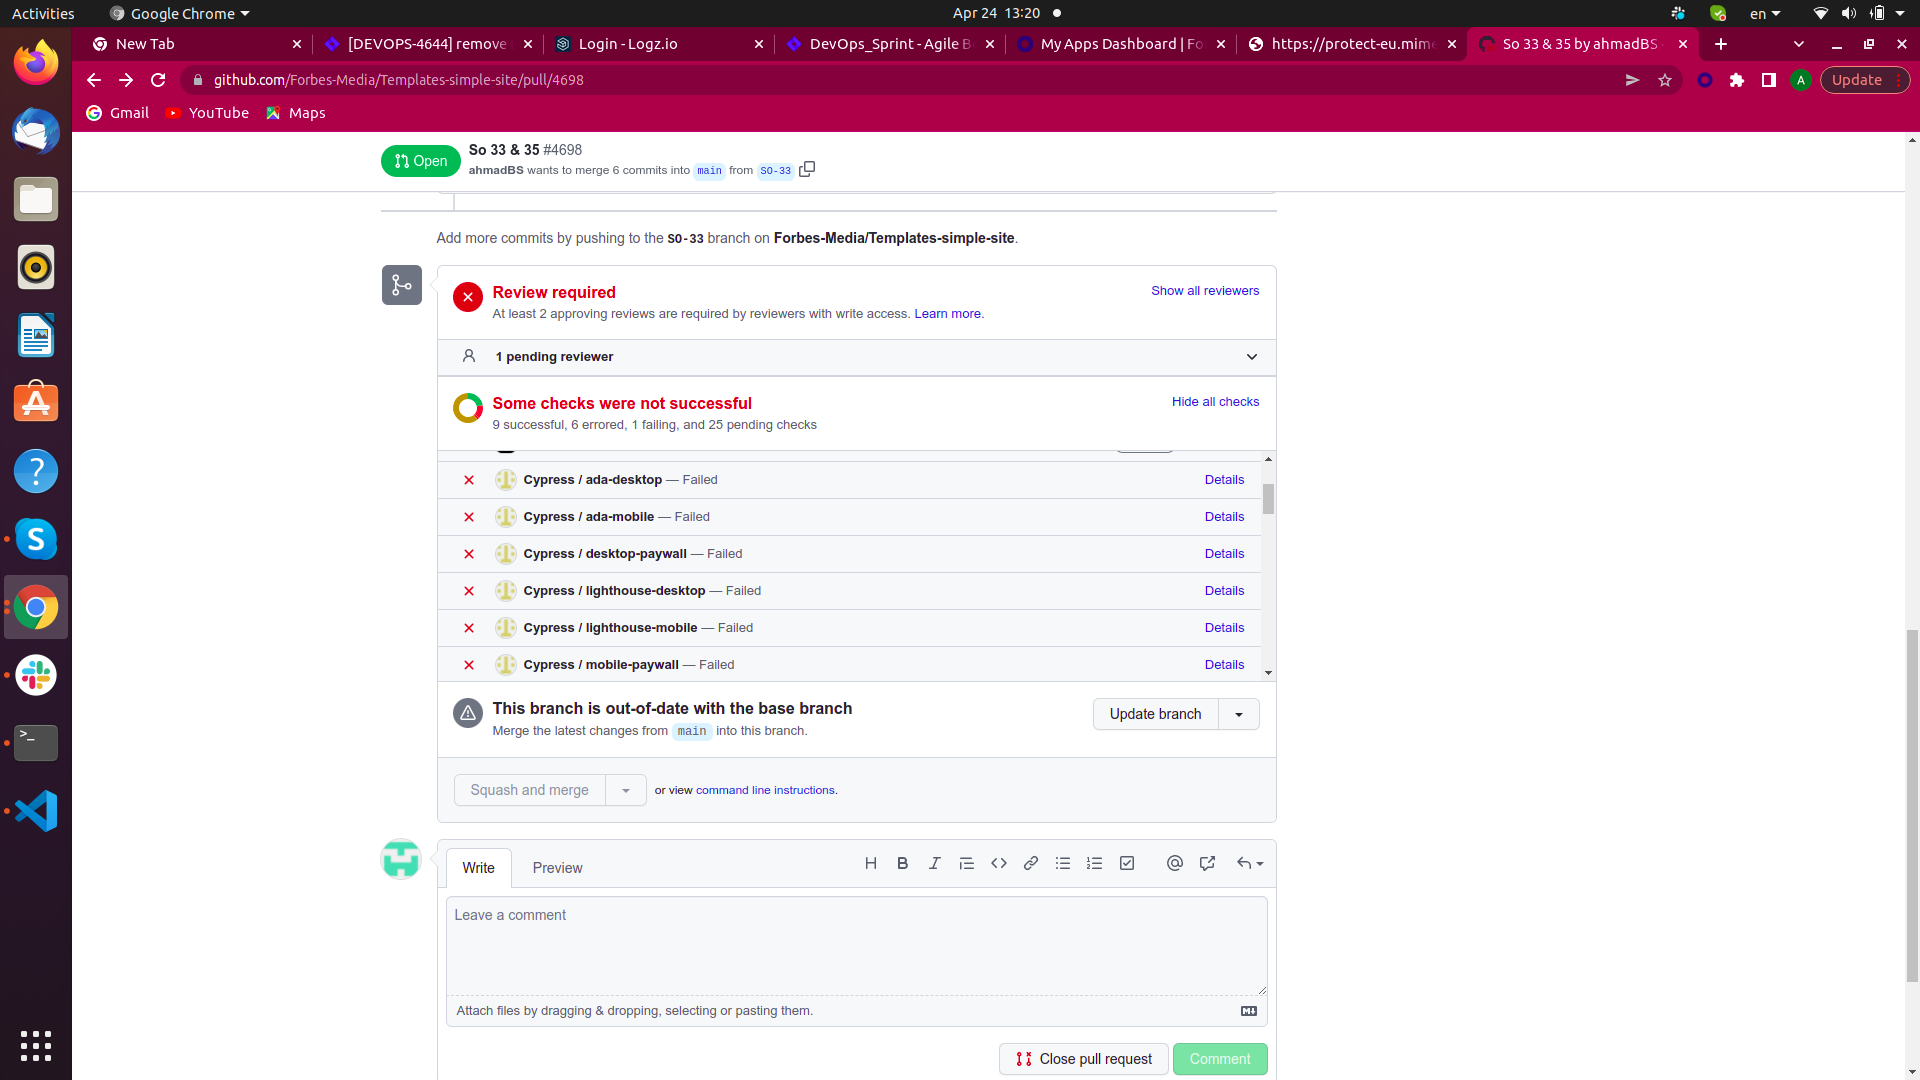 Activities
Google Chrome
Apr 24 13:20
en
New Tab
[DEVOPS-4644] remove
Login - Logz.io
DevOps_Sprint - Agile B
My Apps Dashboard | Fo
https://protect-eu.mime
So 33 & 35 by ahmadBS
github.com/Forbes-Media/Templates-simple-site/pull/4698
A
Update
Gmail
YouTube
Maps
Open
So 33 & 35 #4698
ahmadBS wants to merge 6 commits into main from SO-33
Add more commits by pushing to the SO-33 branch on Forbes-Media/Templates-simple-site.
Review required
Show all reviewers
At least 2 approving reviews are required by reviewers with write access. Learn more.
1 pending reviewer
Some checks were not successful
Hide all checks
9 successful, 6 errored, 1 failing, and 25 pending checks
Cypress / ada-desktop — Failed
Details
Cypress / ada-mobile — Failed
Details
Cypress / desktop-paywall — Failed
Details
Cypress / lighthouse-desktop — Failed
Details
Cypress / lighthouse-mobile — Failed
Details
Cypress / mobile-paywall — Failed
Details
This branch is out-of-date with the base branch
Merge the latest changes from main into this branch.
Update branch
Squash and merge
or view command line instructions.
Write
Preview
Leave a comment
Attach files by dragging & dropping, selecting or pasting them.
Close pull request
Comment